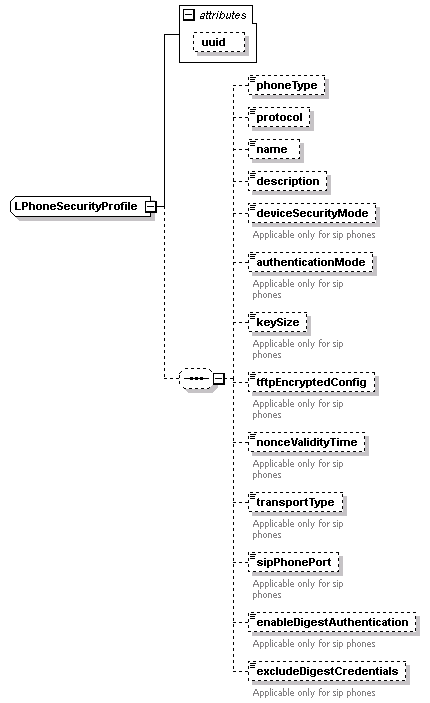 attributes
uuid
phoneType
protocol
name
description
LPhoneSecurityProfile
deviceSecurityMode
Applicable only for sip phones
authenticationMode
Applicable only for sip
phones
keySize
Applicable only for sip
phones
tftpEncryptedConfig
Applicable only for sip
phones
nonceValidityTime
Applicable only for sip
phones
transportType
Applicable only for sip
phones
sipPhonePort
Applicable only for sip
phones
enableDigestAuthentication
Applicable only for sip phones
excludeDigestCredentials
Applicable only for sip phones